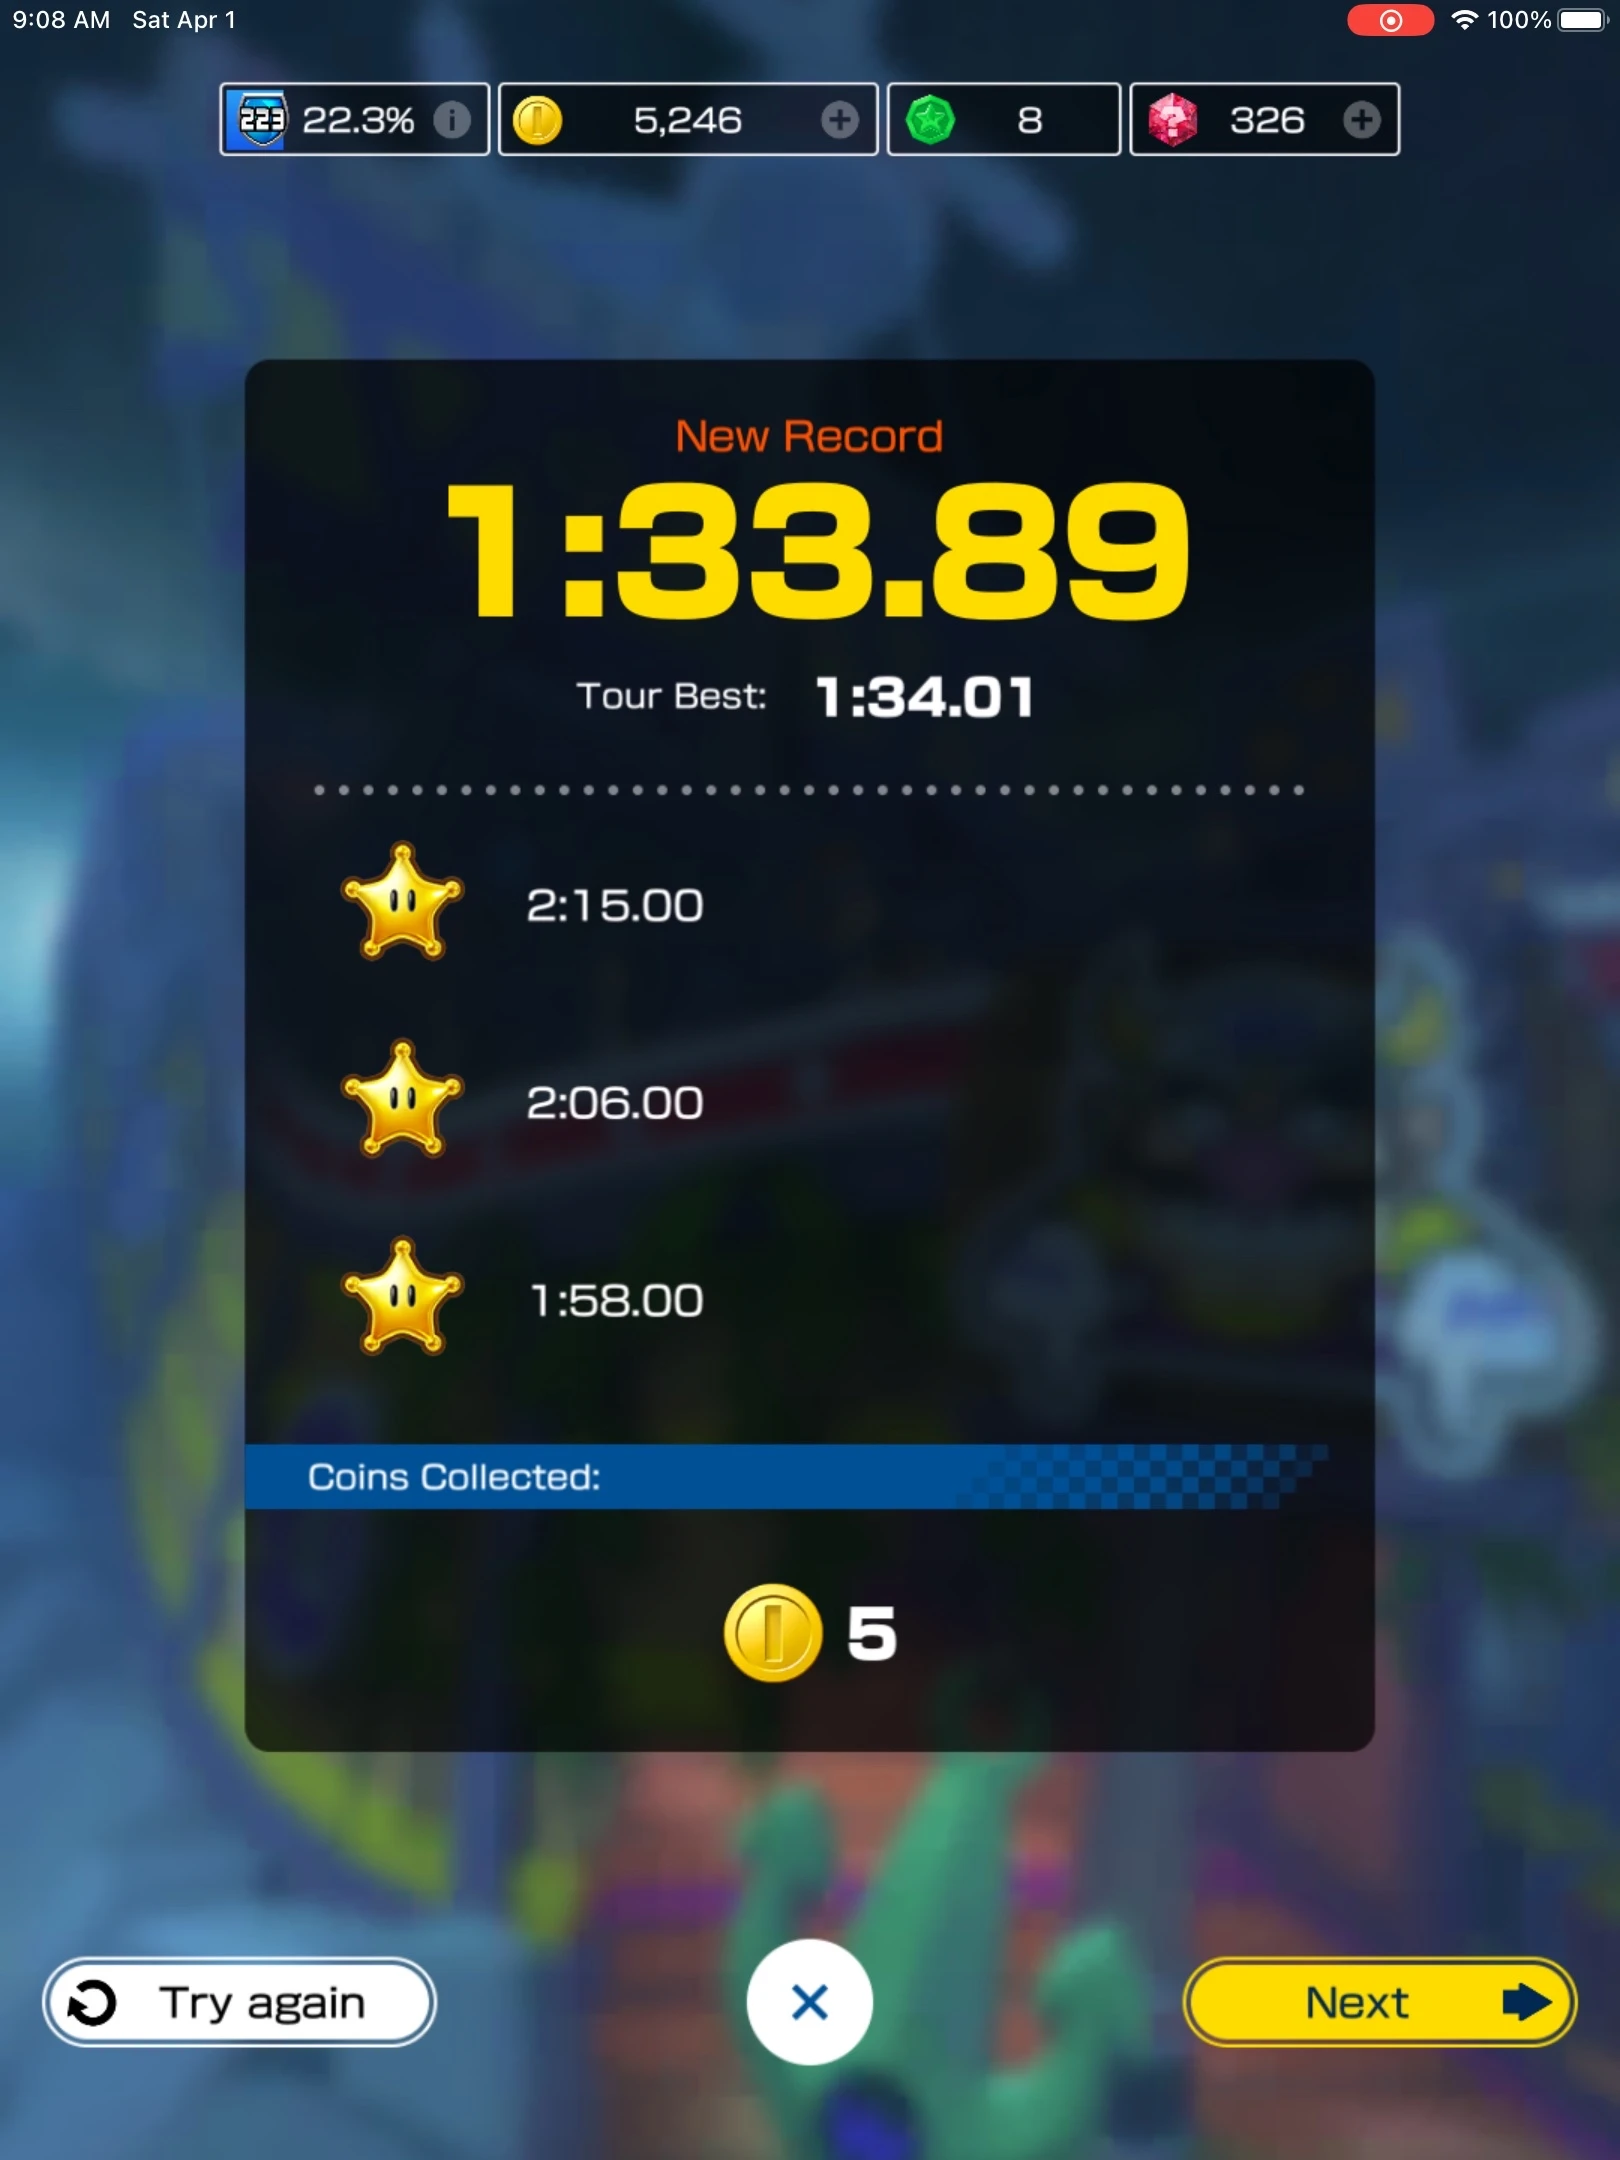 9:08 AM Sat Apr 1 100%
223 22.3% 5,246 8 326
New Record
1:33.89
Tour Best: 1:34.01
2:15.00
2:06.00
1:58.00
Coins Collected:
5
Try again
Next